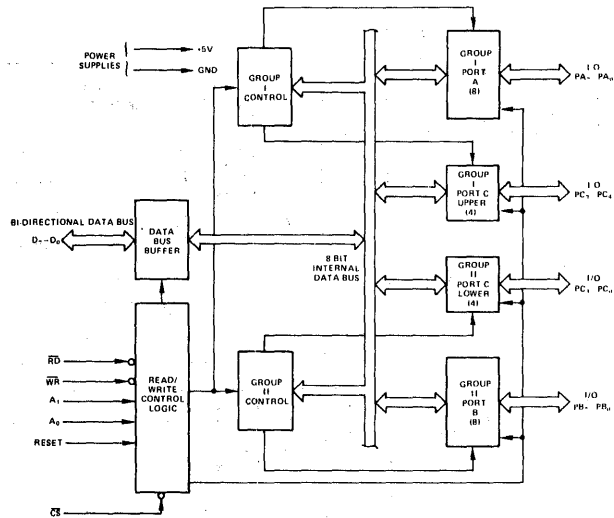 POWER
SUPPLIES
+5V
GND
GROUP
I
CONTROL
GROUP
I
PORT
A
(8)
I O
GROUP
I
PORT C
UPPER
(4)
I O
BI-DIRECTIONAL DATA BUS
D₇–D₀
DATA
BUS
BUFFER
8 BIT
INTERNAL
DATA BUS
GROUP
II
PORT C
LOWER
(4)
I/O
RD
WR
A₁
A₀
RESET
CS
READ/
WRITE
CONTROL
LOGIC
GROUP
II
CONTROL
GROUP
II
PORT
B
(8)
I/O